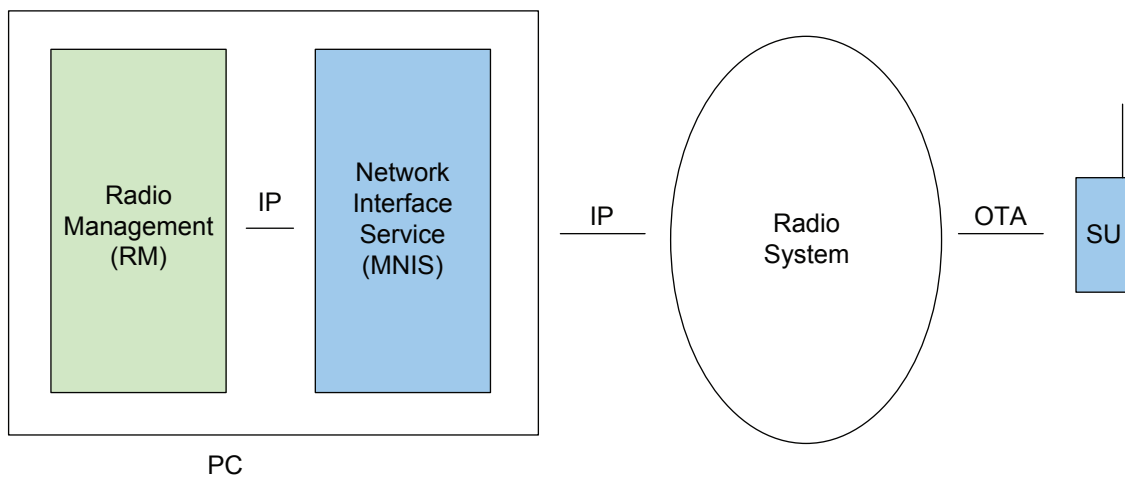 Radio
Management
(RM)
IP
Network
Interface
Service
(MNIS)
IP
Radio
System
OTA
SU
PC